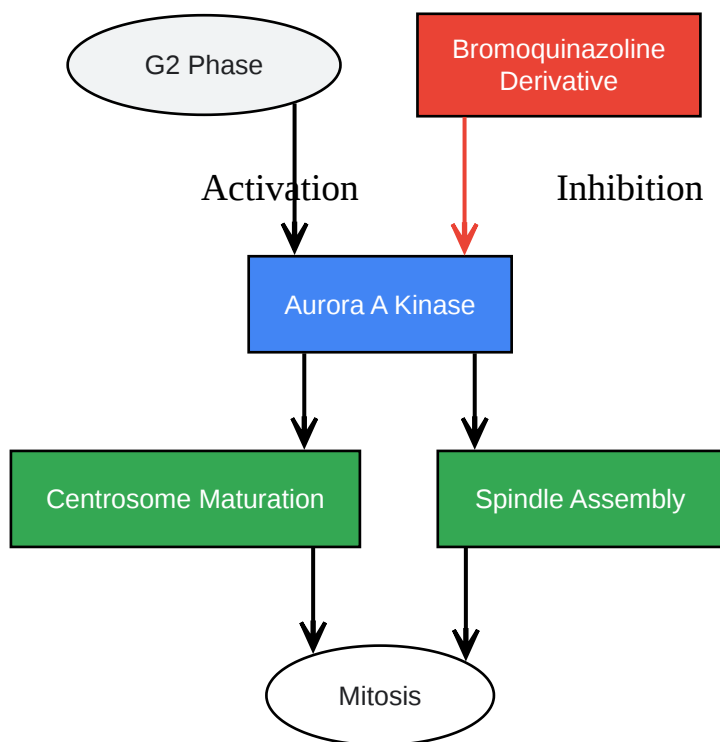 G2 Phase
Bromoquinazoline
Derivative
Activation
Inhibition
Aurora A Kinase
Centrosome Maturation
Spindle Assembly
Mitosis